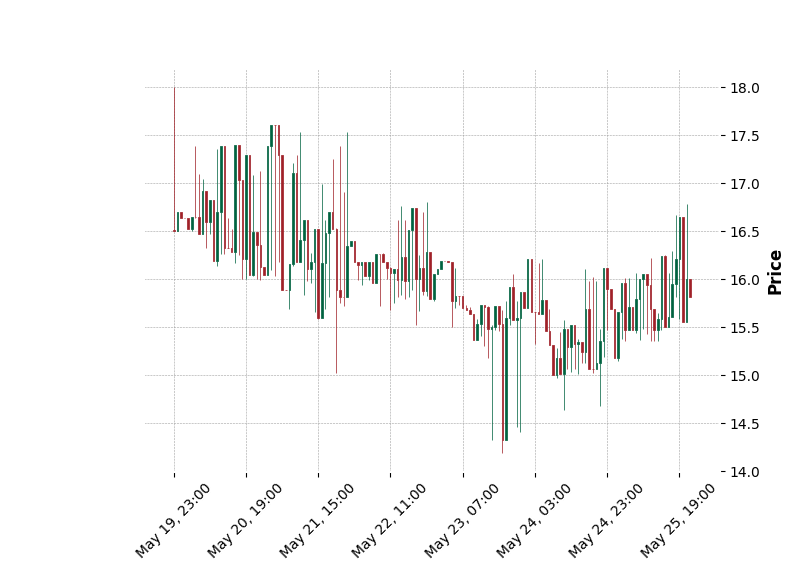 18.0
17.5
17.0
16.5
16.0
15.5
15.0
14.5
14.0
Price
May 19, 23:00
May 20, 19:00
May 21, 15:00
May 22, 11:00
May 23, 07:00
May 24, 03:00
May 24, 23:00
May 25, 19:00